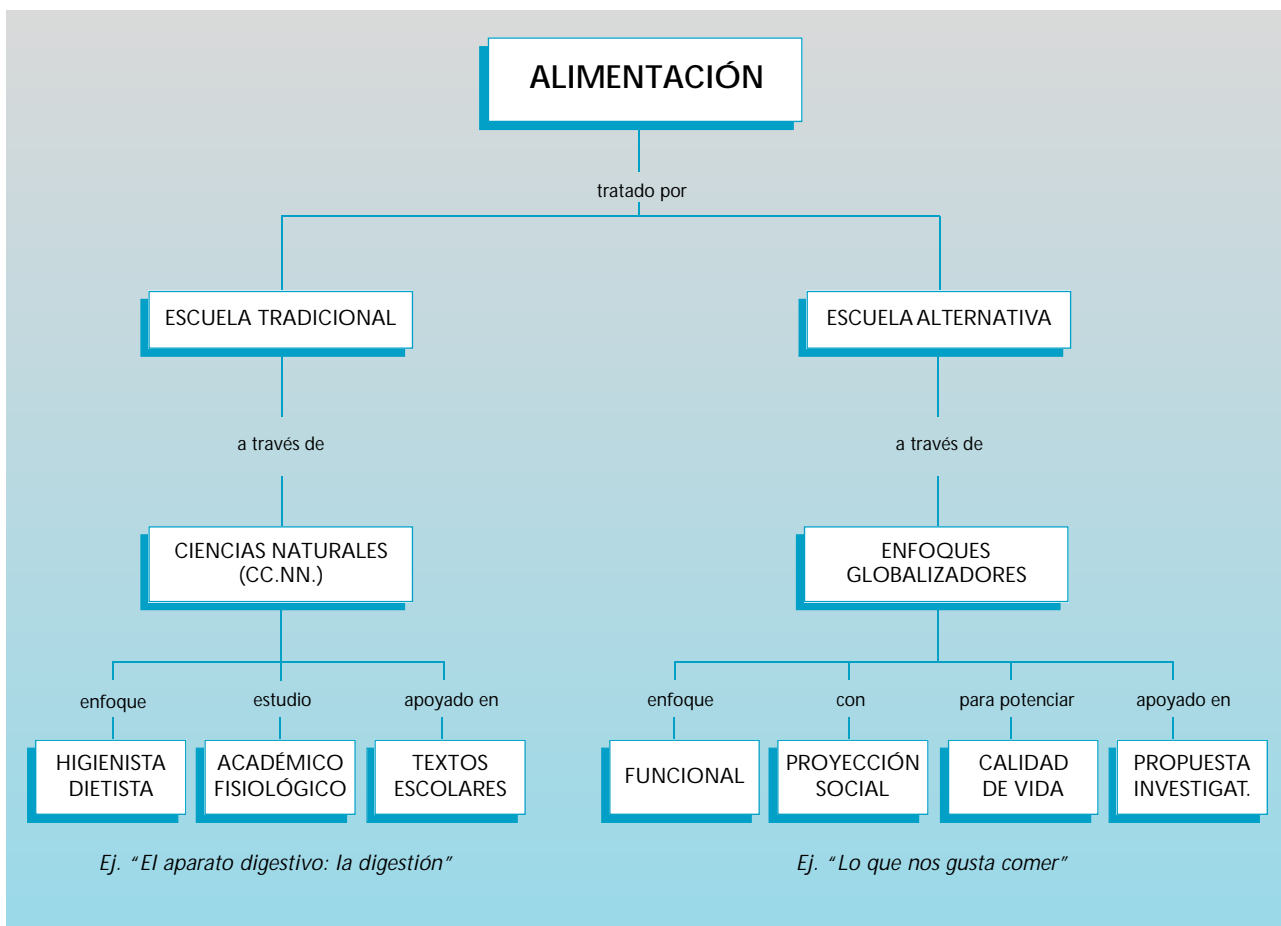 ALIMENTACIÓN
tratado por
ESCUELA TRADICIONAL
ESCUELA ALTERNATIVA
a través de
a través de
CIENCIAS NATURALES
(CC.NN.)
ENFOQUES
GLOBALIZADORES
enfoque
estudio
apoyado en
enfoque
con
para potenciar
apoyado en
HIGIENISTA
DIETISTA
ACADÉMICO
FISIOLÓGICO
TEXTOS
ESCOLARES
FUNCIONAL
PROYECCIÓN
SOCIAL
CALIDAD
DE VIDA
PROPUESTA
INVESTIGAT.
Ej. “El aparato digestivo: la digestión”
Ej. “Lo que nos gusta comer”